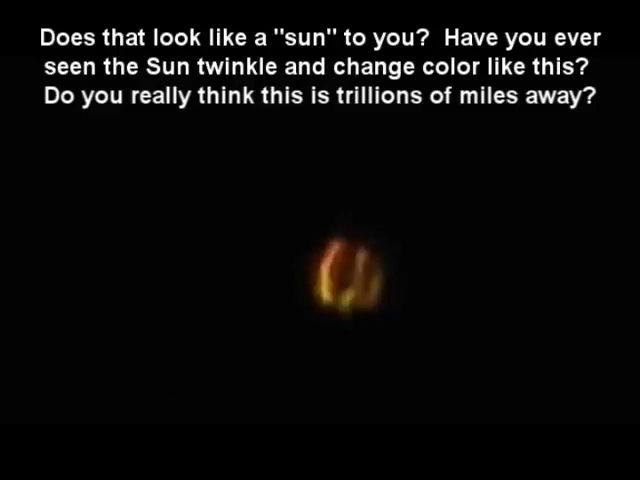 Does that look like a "sun" to you?  Have you ever
seen the Sun twinkle and change color like this?
Do you really think this is trillions of miles away?